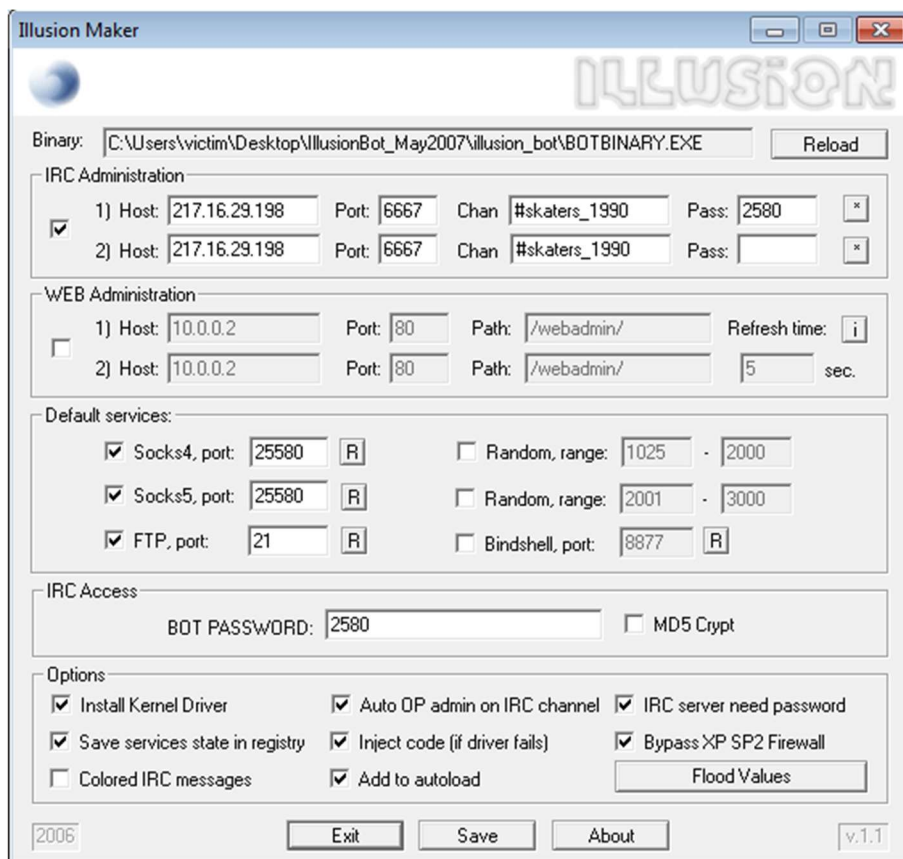 Illusion Maker
ILLUSION
Binary: C:\Users\victim\Desktop\IllusionBot_May2007\illusion_bot\BOTBINARY.EXE Reload
IRC Administration
1) Host: 217.16.29.198 Port: 6667 Chan #skaters_1990 Pass: 2580 *
2) Host: 217.16.29.198 Port: 6667 Chan #skaters_1990 Pass: *
WEB Administration
1) Host: 10.0.0.2 Port: 80 Path: /webadmin/ Refresh time: i
2) Host: 10.0.0.2 Port: 80 Path: /webadmin/ 5 sec.
Default services:
Socks4, port: 25580 R Random, range: 1025 - 2000
Socks5, port: 25580 R Random, range: 2001 - 3000
FTP, port: 21 R Bindshell, port: 8877 R
IRC Access
BOT PASSWORD: 2580 MD5 Crypt
Options
Install Kernel Driver Auto OP admin on IRC channel IRC server need password
Save services state in registry Inject code (if driver fails) Bypass XP SP2 Firewall
Colored IRC messages Add to autoload Flood Values
2006 Exit Save About v.1.1